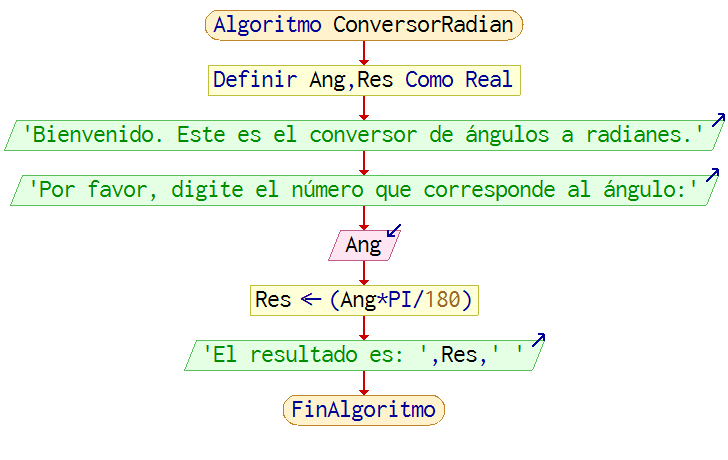 Algoritmo ConversorRadian
Definir Ang,Res Como Real
'Bienvenido. Este es el conversor de ángulos a radianes.'
'Por favor, digite el número que corresponde al ángulo:'
Ang
Res ← (Ang*PI/180)
'El resultado es: ',Res,' '
FinAlgoritmo